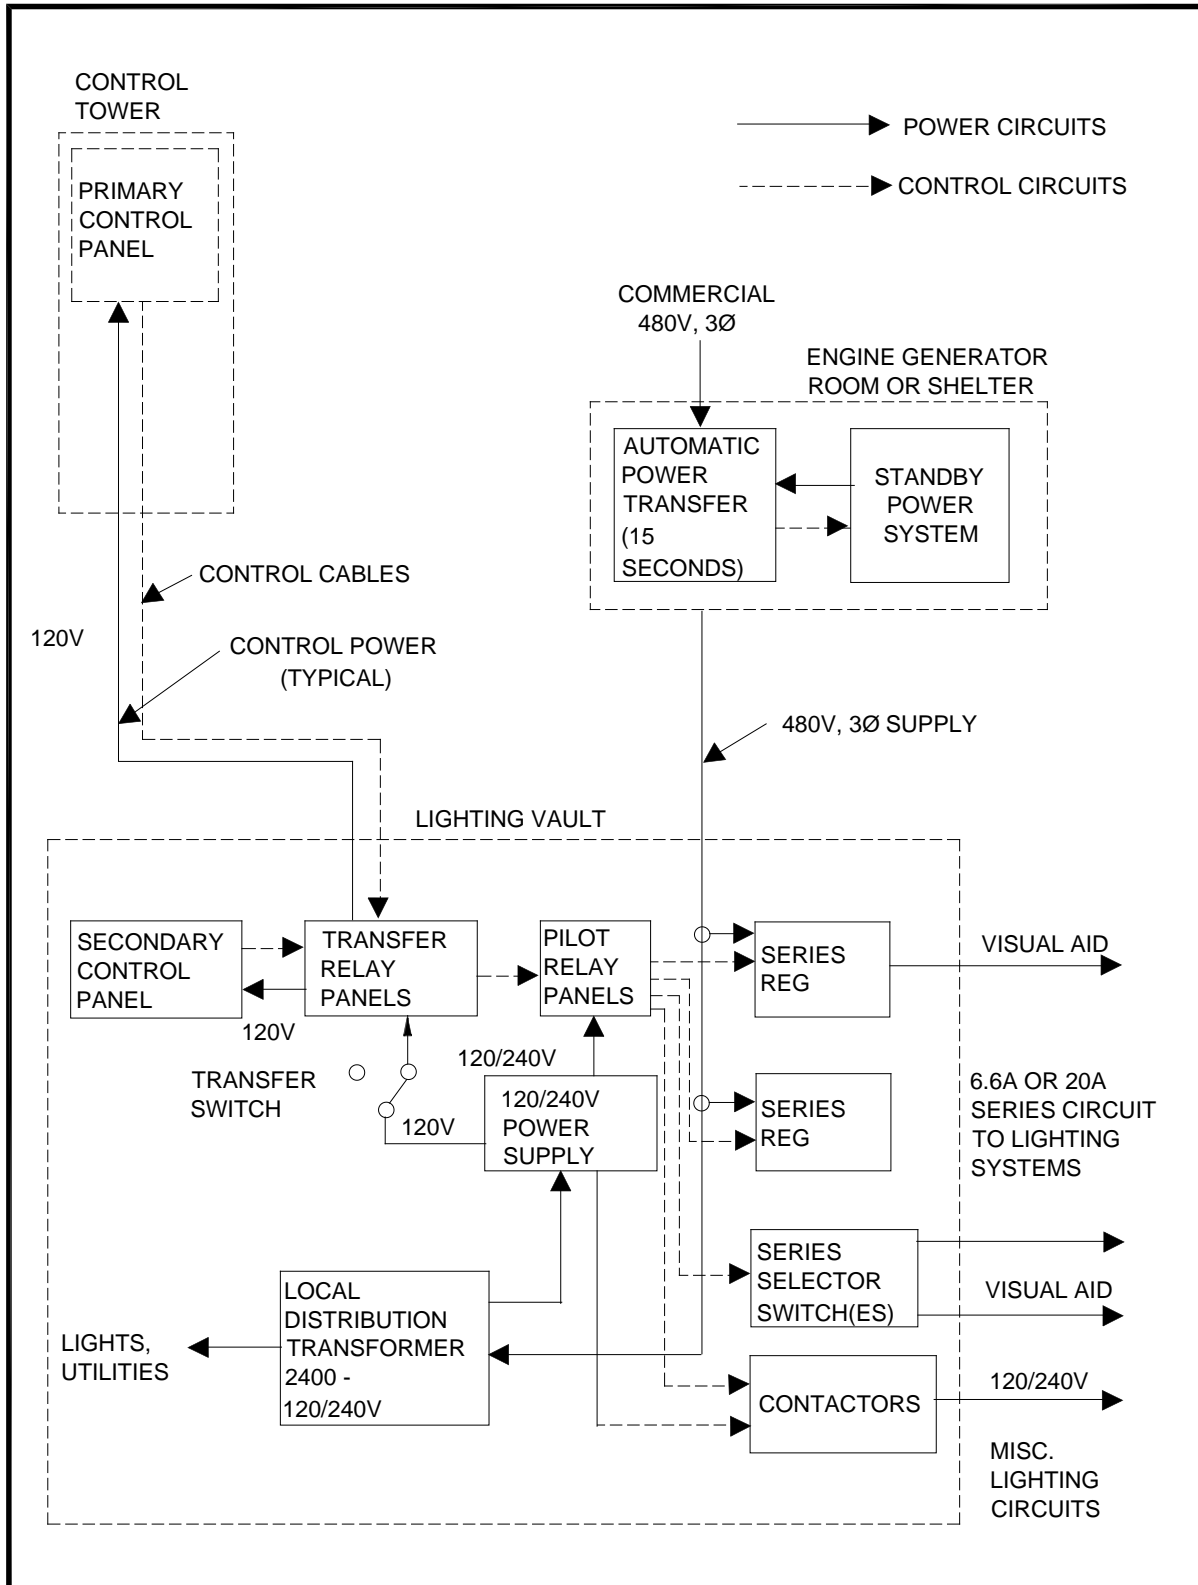 CONTROL
TOWER
PRIMARY
CONTROL
PANEL
POWER CIRCUITS
CONTROL CIRCUITS
COMMERCIAL
480V, 3Ø
ENGINE GENERATOR
ROOM OR SHELTER
AUTOMATIC
POWER
TRANSFER
(15
SECONDS)
STANDBY
POWER
SYSTEM
CONTROL CABLES
120V
CONTROL POWER
(TYPICAL)
480V, 3Ø SUPPLY
LIGHTING VAULT
SECONDARY
CONTROL
PANEL
TRANSFER
RELAY
PANELS
PILOT
RELAY
PANELS
SERIES
REG
VISUAL AID
120V
TRANSFER
SWITCH
120/240V
120V
120/240V
POWER
SUPPLY
SERIES
REG
6.6A OR 20A
SERIES CIRCUIT
TO LIGHTING
SYSTEMS
SERIES
SELECTOR
SWITCH(ES)
VISUAL AID
LOCAL
DISTRIBUTION
TRANSFORMER
2400 -
120/240V
LIGHTS,
UTILITIES
CONTACTORS
120/240V
MISC.
LIGHTING
CIRCUITS